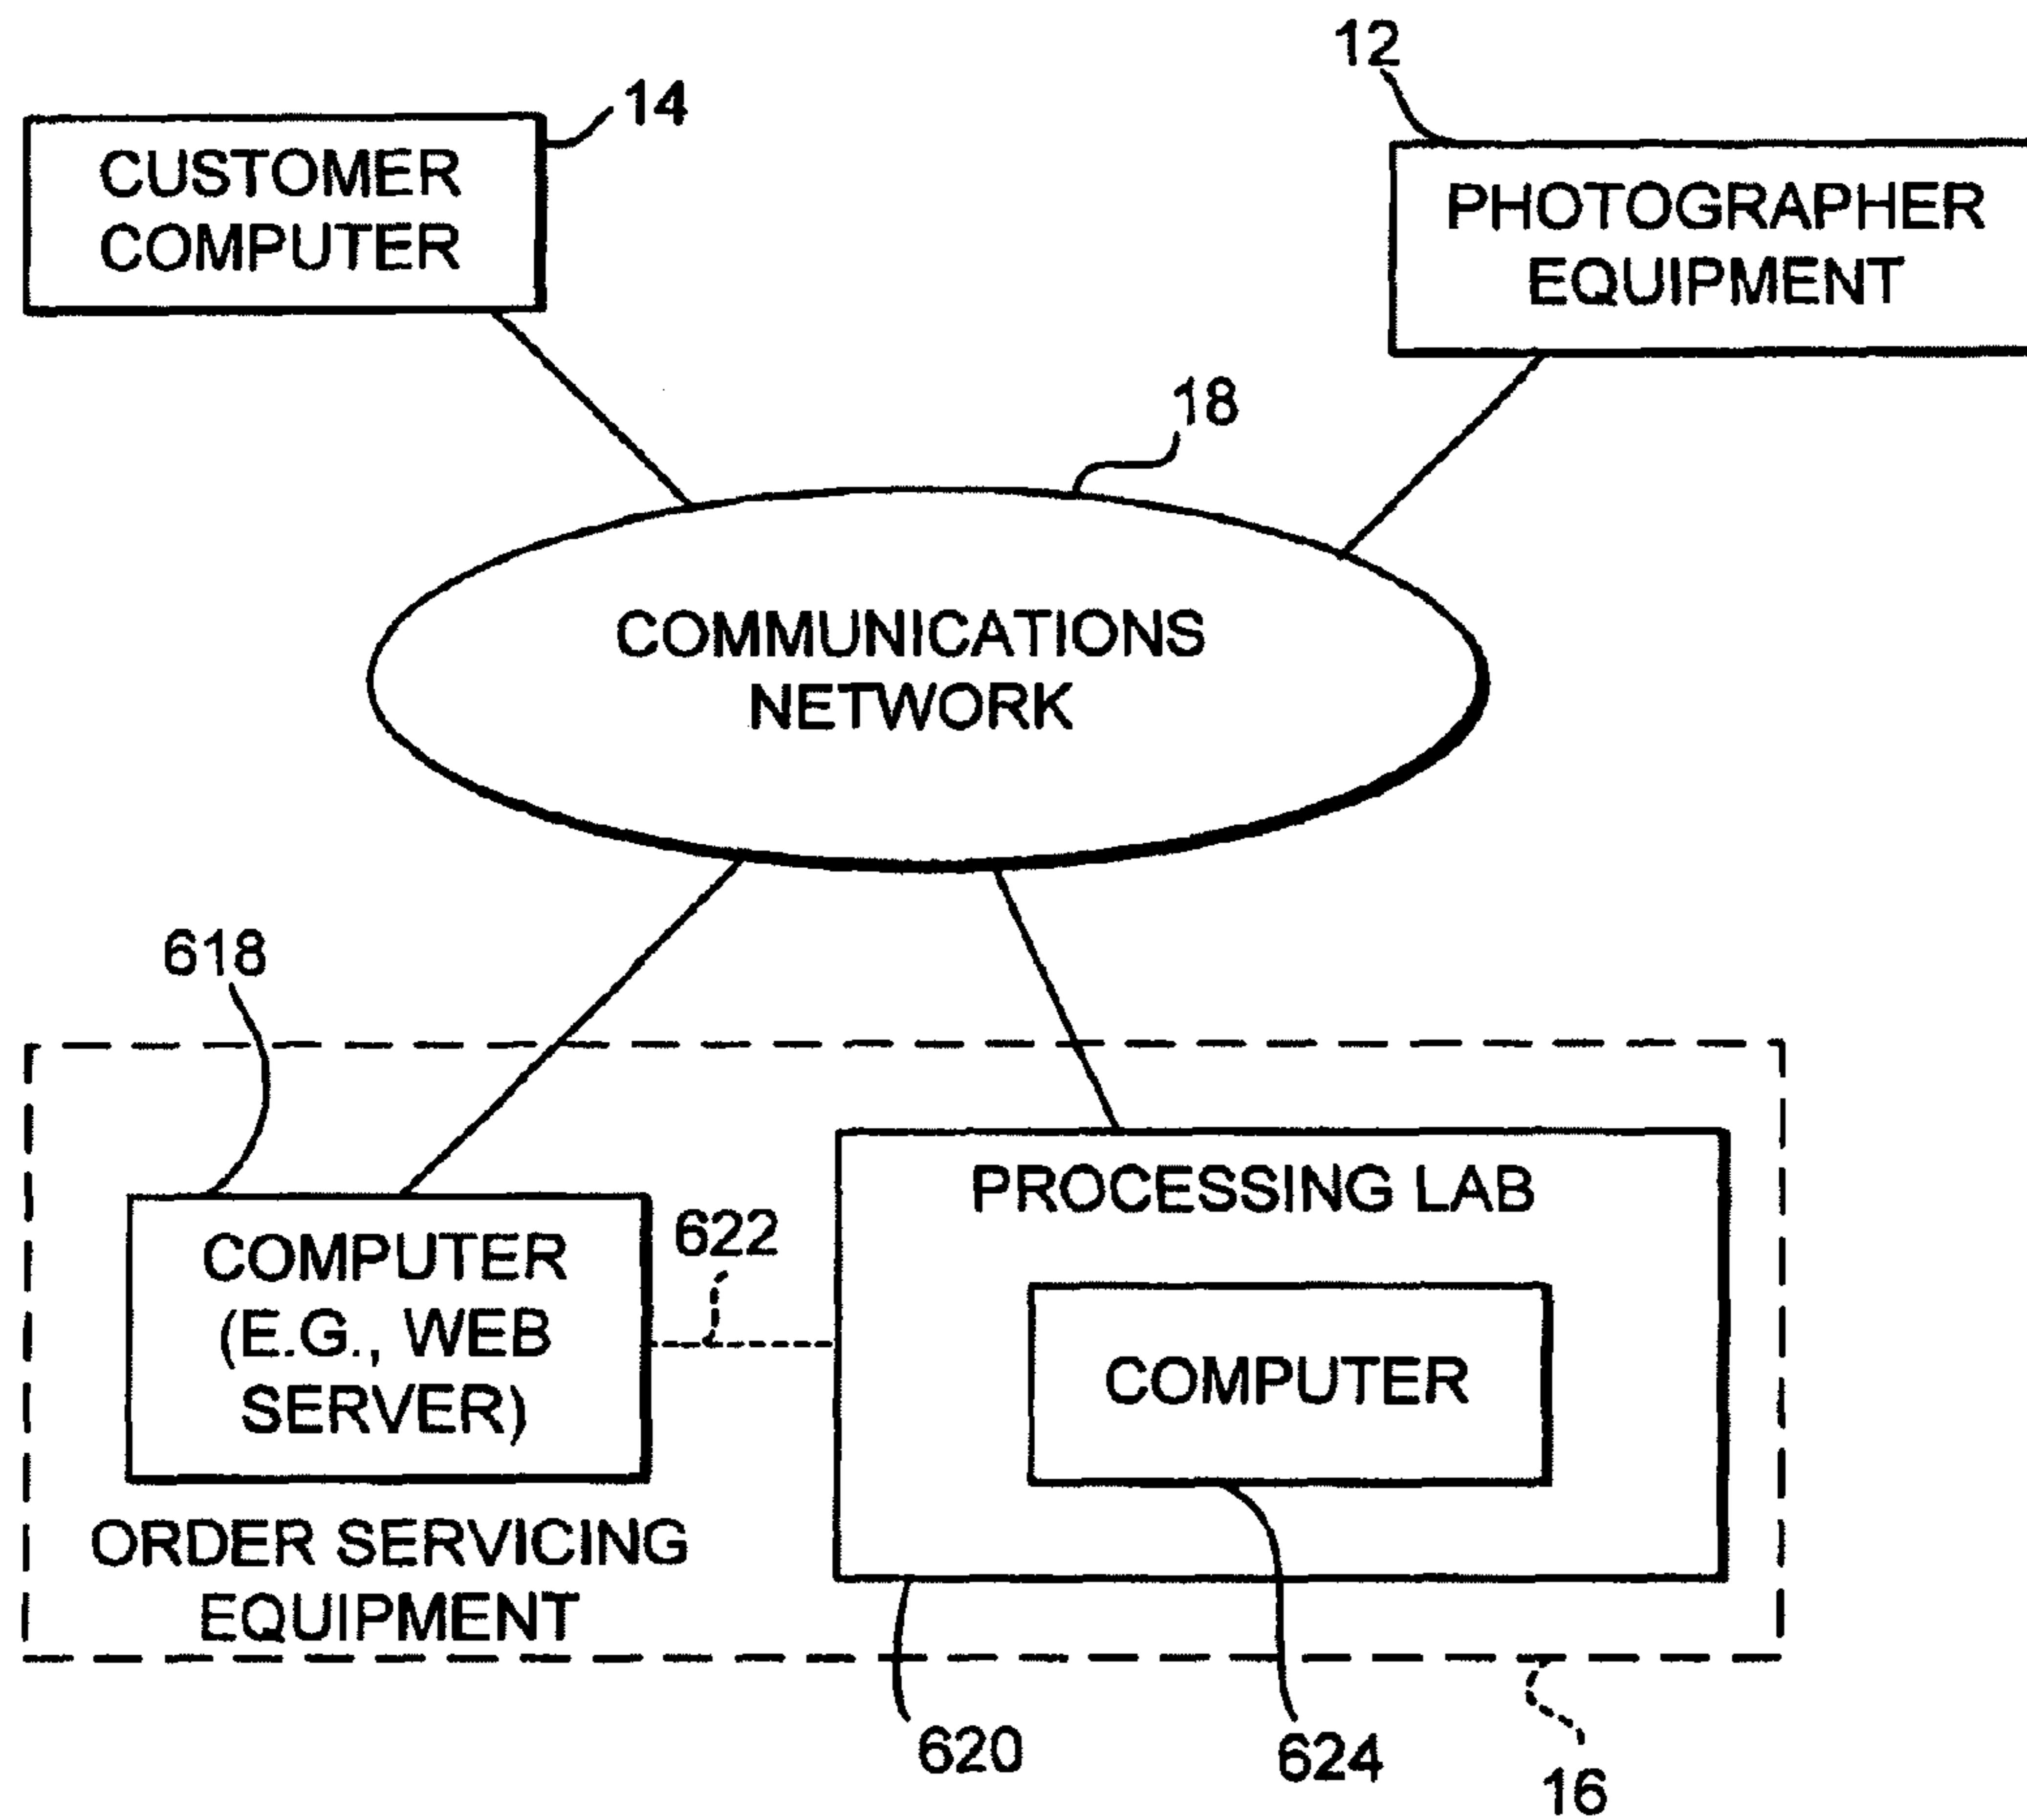 12
14
CUSTOMER
COMPUTER
PHOTOGRAPHER
EQUIPMENT
18
COMMUNICATIONS
NETWORK
618
PROCESSING LAB
622
COMPUTER
(E.G., WEB
SERVER)
COMPUTER
ORDER SERVICING
EQUIPMENT
620
624
16